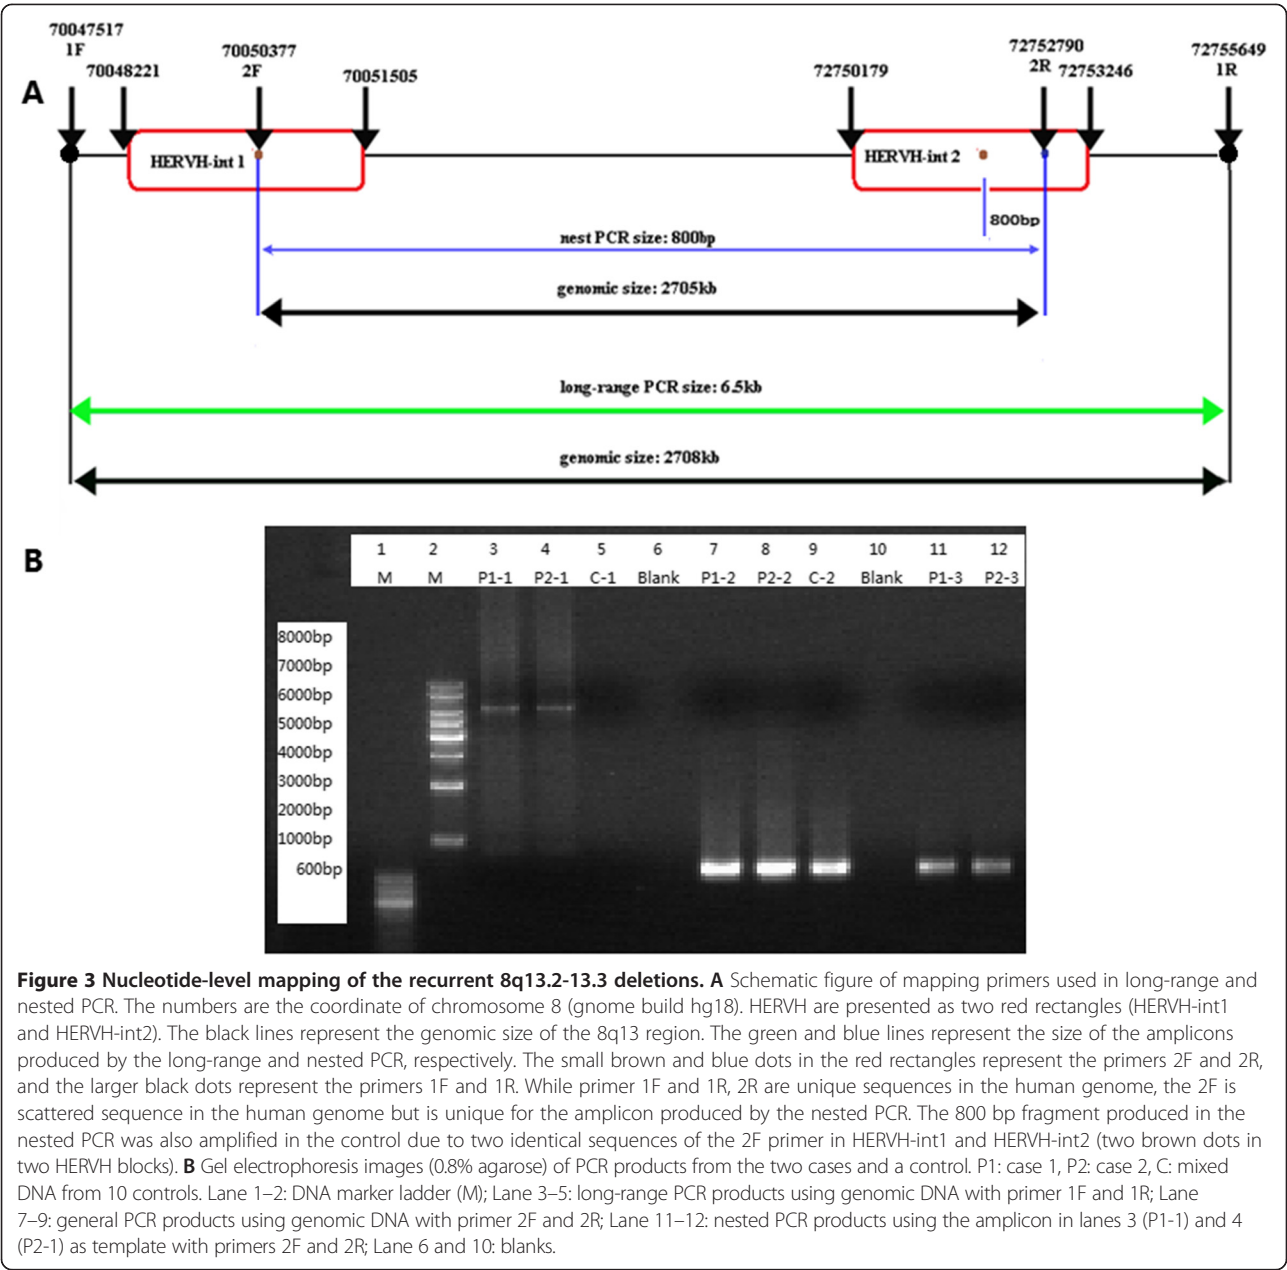 70047517
1F
70048221
70050377
2F
70051505
72750179
72752790
2R
72753246
72755649
1R
A
HERVH-int 1
HERVH-int 2
800bp
nest PCR size: 800bp
genomic size: 2705kb
long-range PCR size: 6.5kb
genomic size: 2708kb
B
1 2 3 4 5 6 7 8 9 10 11 12
M M P1-1 P2-1 C-1 Blank P1-2 P2-2 C-2 Blank P1-3 P2-3
8000bp
7000bp
6000bp
5000bp
4000bp
3000bp
2000bp
1000bp
600bp
Figure 3 Nucleotide-level mapping of the recurrent 8q13.2-13.3 deletions. A Schematic figure of mapping primers used in long-range and
nested PCR. The numbers are the coordinate of chromosome 8 (gnome build hg18). HERVH are presented as two red rectangles (HERVH-int1
and HERVH-int2). The black lines represent the genomic size of the 8q13 region. The green and blue lines represent the size of the amplicons
produced by the long-range and nested PCR, respectively. The small brown and blue dots in the red rectangles represent the primers 2F and 2R,
and the larger black dots represent the primers 1F and 1R. While primer 1F and 1R, 2R are unique sequences in the human genome, the 2F is
scattered sequence in the human genome but is unique for the amplicon produced by the nested PCR. The 800 bp fragment produced in the
nested PCR was also amplified in the control due to two identical sequences of the 2F primer in HERVH-int1 and HERVH-int2 (two brown dots in
two HERVH blocks). B Gel electrophoresis images (0.8% agarose) of PCR products from the two cases and a control. P1: case 1, P2: case 2, C: mixed
DNA from 10 controls. Lane 1–2: DNA marker ladder (M); Lane 3–5: long-range PCR products using genomic DNA with primer 1F and 1R; Lane
7–9: general PCR products using genomic DNA with primer 2F and 2R; Lane 11–12: nested PCR products using the amplicon in lanes 3 (P1-1) and 4
(P2-1) as template with primers 2F and 2R; Lane 6 and 10: blanks.